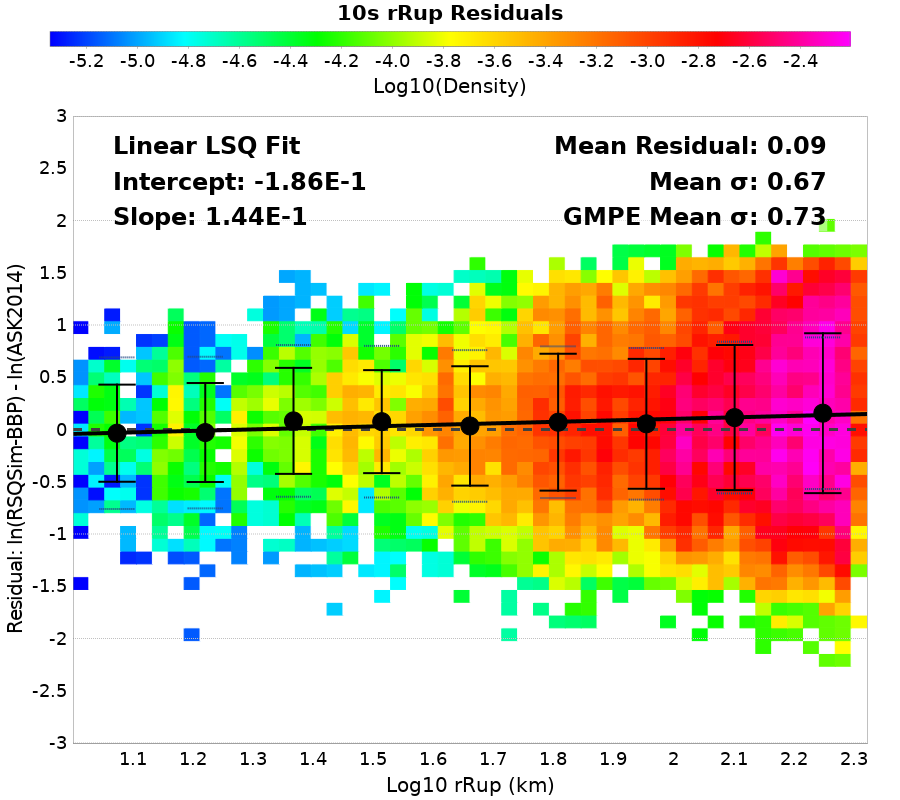 10s rRup Residuals
-5.2 -5.0 -4.8 -4.6 -4.4 -4.2 -4.0 -3.8 -3.6 -3.4 -3.2 -3.0 -2.8 -2.6 -2.4
Log10(Density)
Linear LSQ Fit
Intercept: -1.86E-1
Slope: 1.44E-1
Mean Residual: 0.09
Mean σ: 0.67
GMPE Mean σ: 0.73
Residual: ln(RSQSim-BBP) - ln(ASK2014)
3
2.5
2
1.5
1
0.5
0
-0.5
-1
-1.5
-2
-2.5
-3
1.1 1.2 1.3 1.4 1.5 1.6 1.7 1.8 1.9 2 2.1 2.2 2.3
Log10 rRup (km)